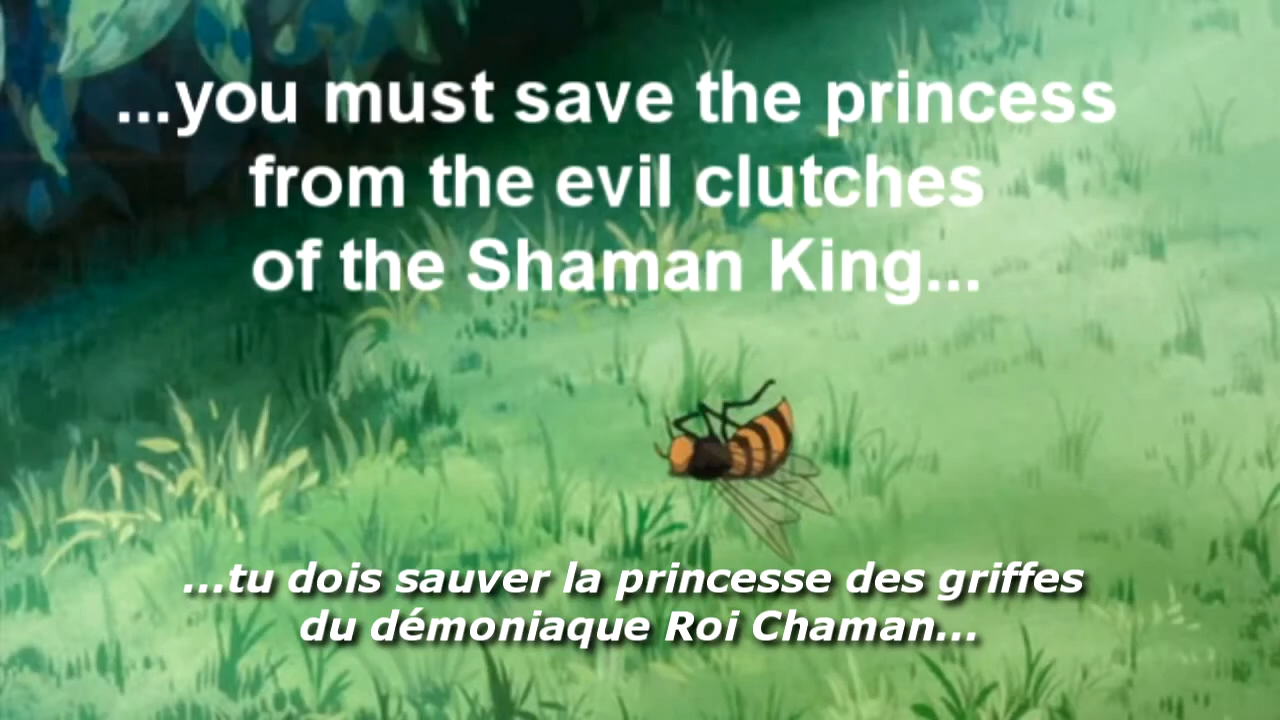 ...you must save the princess
from the evil clutches
of the Shaman King...
...tu dois sauver la princesse des griffes
du démoniaque Roi Chaman...